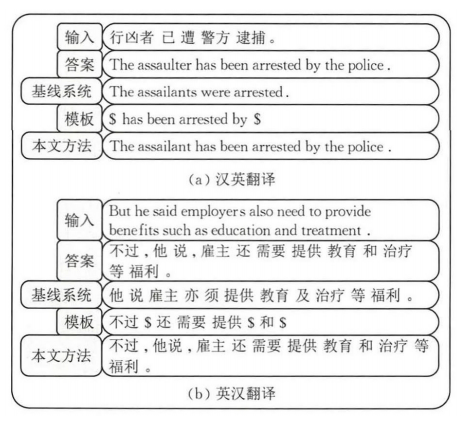 输入 行凶者 已 遭 警方 逮捕 。
答案 The assaulter has been arrested by the police .
基线系统 The assailants were arrested .
模板 $ has been arrested by $
本文方法 The assailant has been arrested by the police .
(a) 汉英翻译
输入 But he said employers also need to provide
benefits such as education and treatment .
答案 不过 , 他 说 , 雇主 还 需要 提供 教育 和 治疗
等 福利 。
基线系统 他 说 雇主 亦 须 提供 教育 及 治疗 等 福利 。
模板 不过 $ 还 需要 提供 $ 和 $
本文方法 不过 , 他说 , 雇主 还 需要 提供 教育 和 治疗 等
福利 。
(b) 英汉翻译